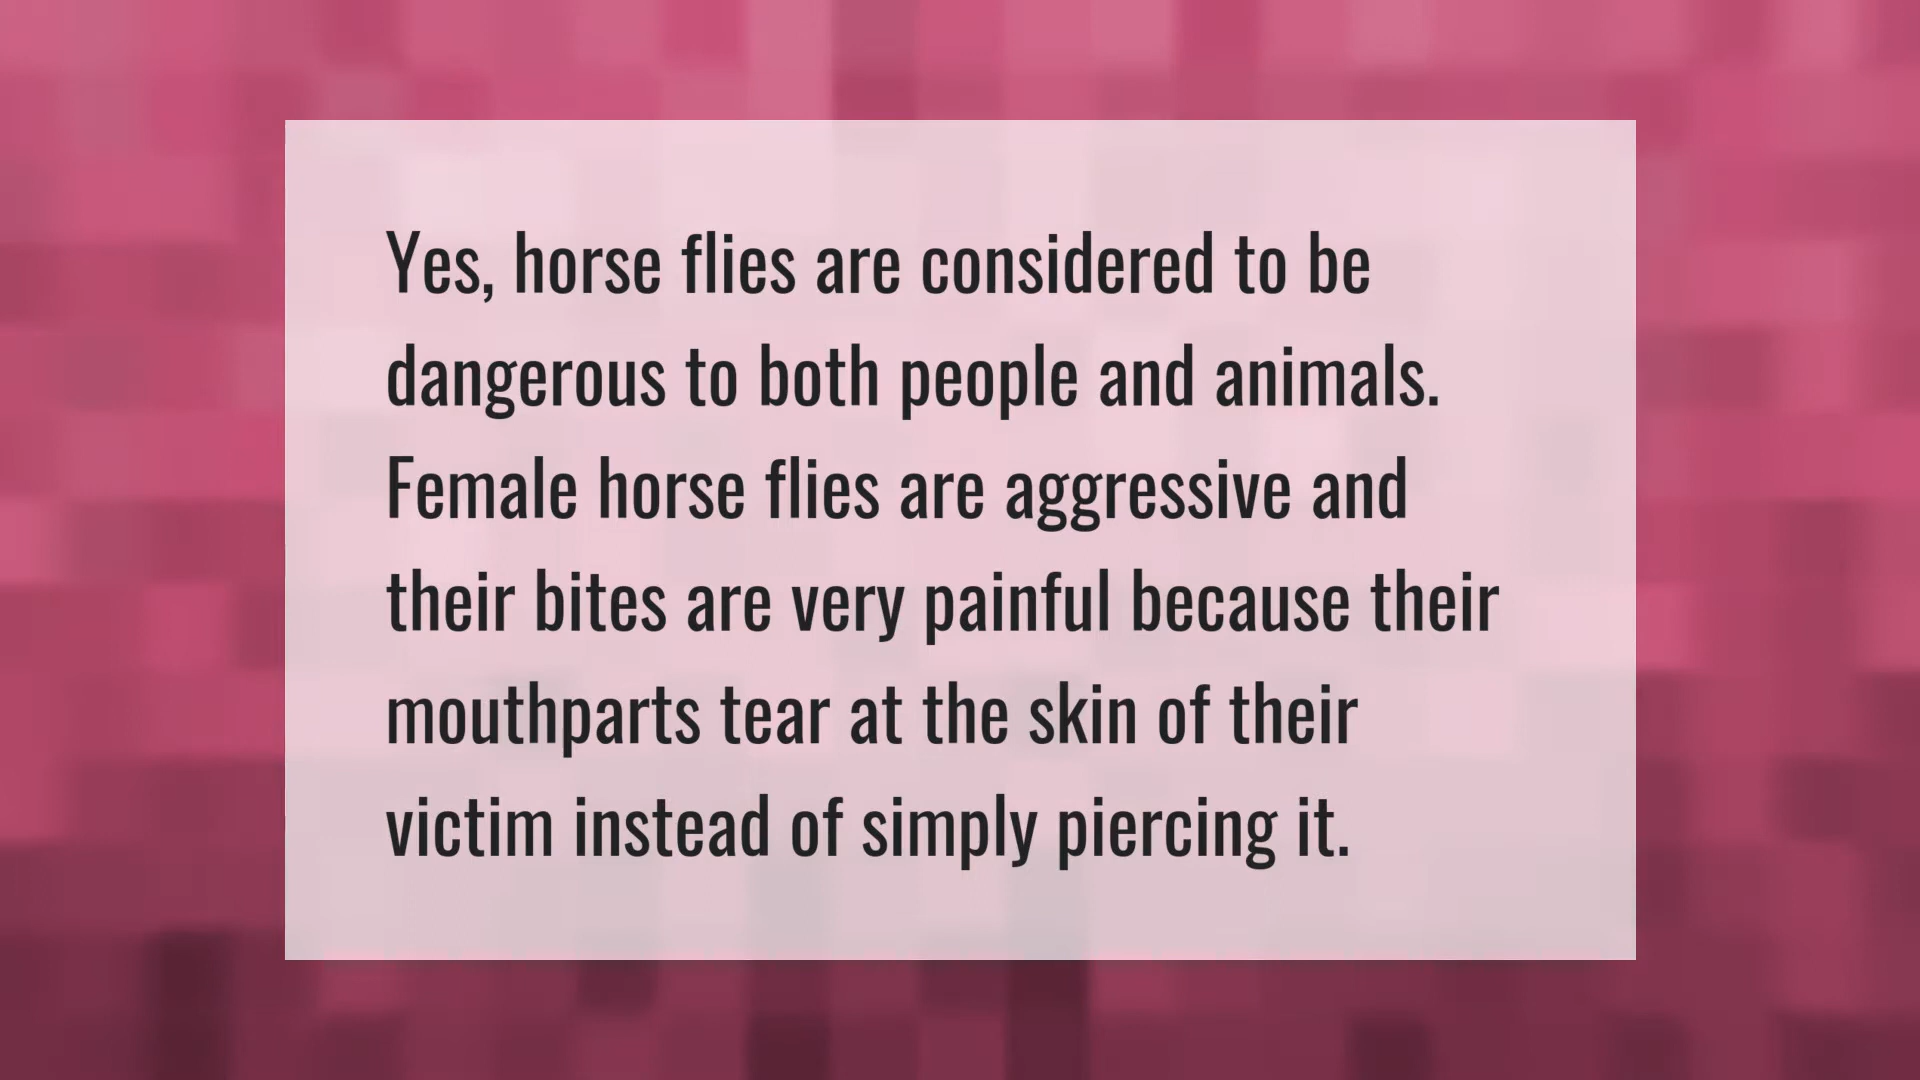 Yes, horse flies are considered to be
dangerous to both people and animals.
Female horse flies are aggressive and
their bites are very painful because their
mouthparts tear at the skin of their
victim instead of simply piercing it.